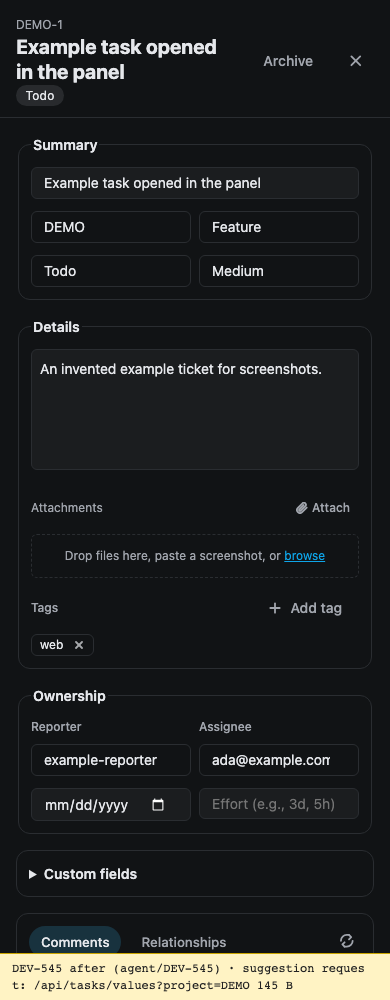 DEMO-1
Example task opened
in the panel
Archive
Todo
Summary
Example task opened in the panel
DEMO
Feature
Todo
Medium
Details
An invented example ticket for screenshots.
Attachments
Attach
Drop files here, paste a screenshot, or browse
Tags
Add tag
web
Ownership
Reporter
Assignee
example-reporter
ada@example.com
mm/dd/yyyy
Effort (e.g., 3d, 5h)
Custom fields
Comments
Relationships
DEV-545 after (agent/DEV-545) · suggestion reques
t: /api/tasks/values?project=DEMO 145 B